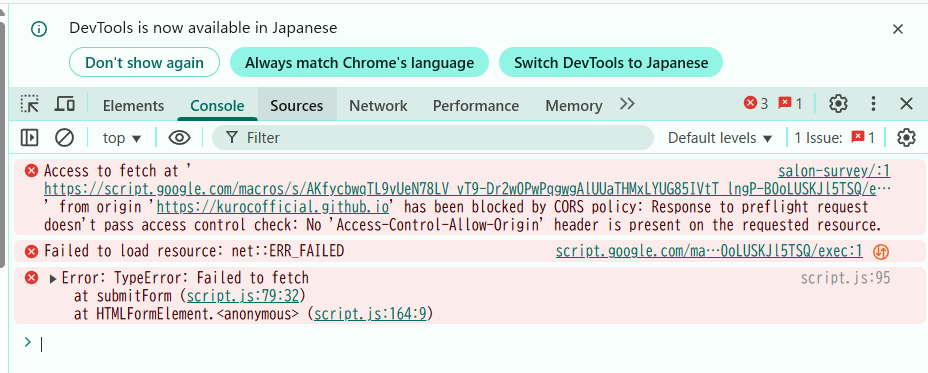 DevTools is now available in Japanese
Don't show again
Always match Chrome's language
Switch DevTools to Japanese
Elements
Console
Sources
Network
Performance
Memory
3
1
top
Filter
Default levels
1 Issue:
1
Access to fetch at '
salon-survey/:1
https://script.google.com/macros/s/AKfycbwqTL9vUeN78LV_vT9-Dr2wOPwPqgwgAlUUaTHMxLYUG85IVtT_lngP-BOoLUSKJl5TSQ/e…
' from origin 'https://kurocofficial.github.io' has been blocked by CORS policy: Response to preflight request
doesn't pass access control check: No 'Access-Control-Allow-Origin' header is present on the requested resource.
Failed to load resource: net::ERR_FAILED
script.google.com/ma…OoLUSKJl5TSQ/exec:1
Error: TypeError: Failed to fetch
script.js:95
at submitForm (script.js:79:32)
at HTMLFormElement.<anonymous> (script.js:164:9)